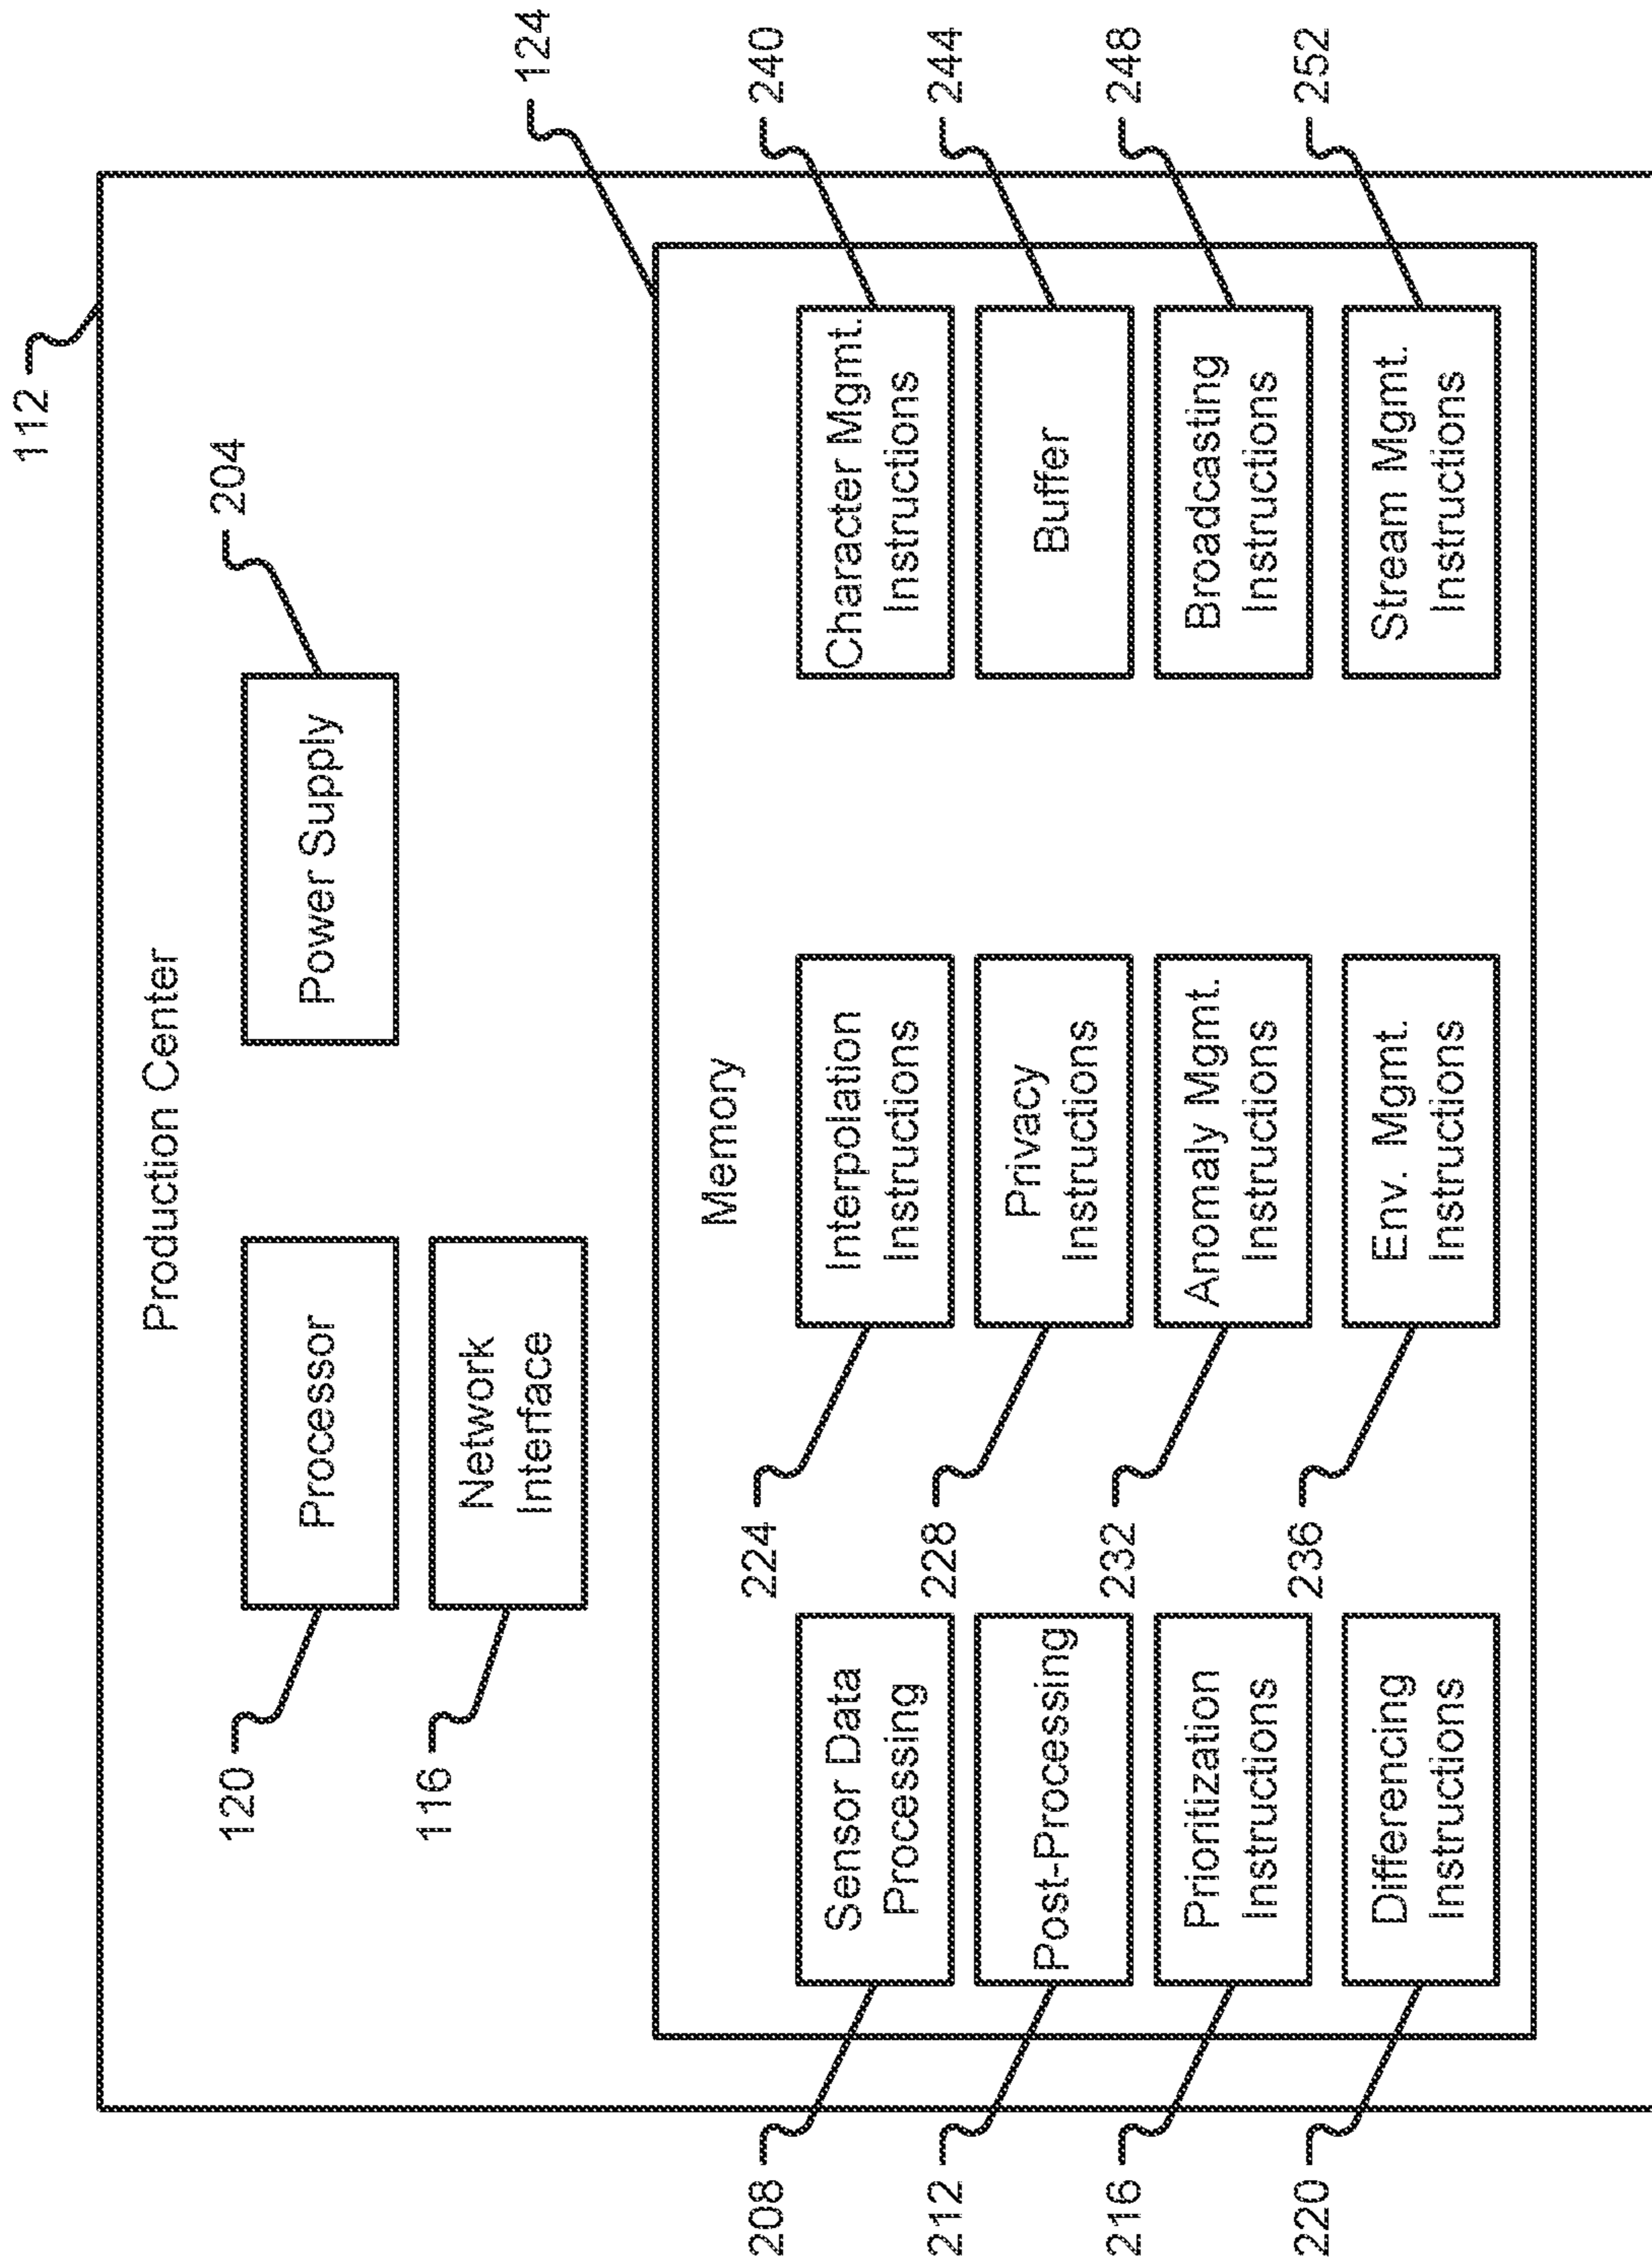 112
Production Center
120
Processor
Power Supply
204
116
Network
Interface
124
Memory
208
Sensor Data
Processing
224
Interpolation
Instructions
Character Mgmt.
Instructions
240
212
Post-Processing
228
Privacy
Instructions
Buffer
244
216
Prioritization
Instructions
232
Anomaly Mgmt.
Instructions
Broadcasting
Instructions
248
220
Differencing
Instructions
236
Env. Mgmt.
Instructions
Stream Mgmt.
Instructions
252